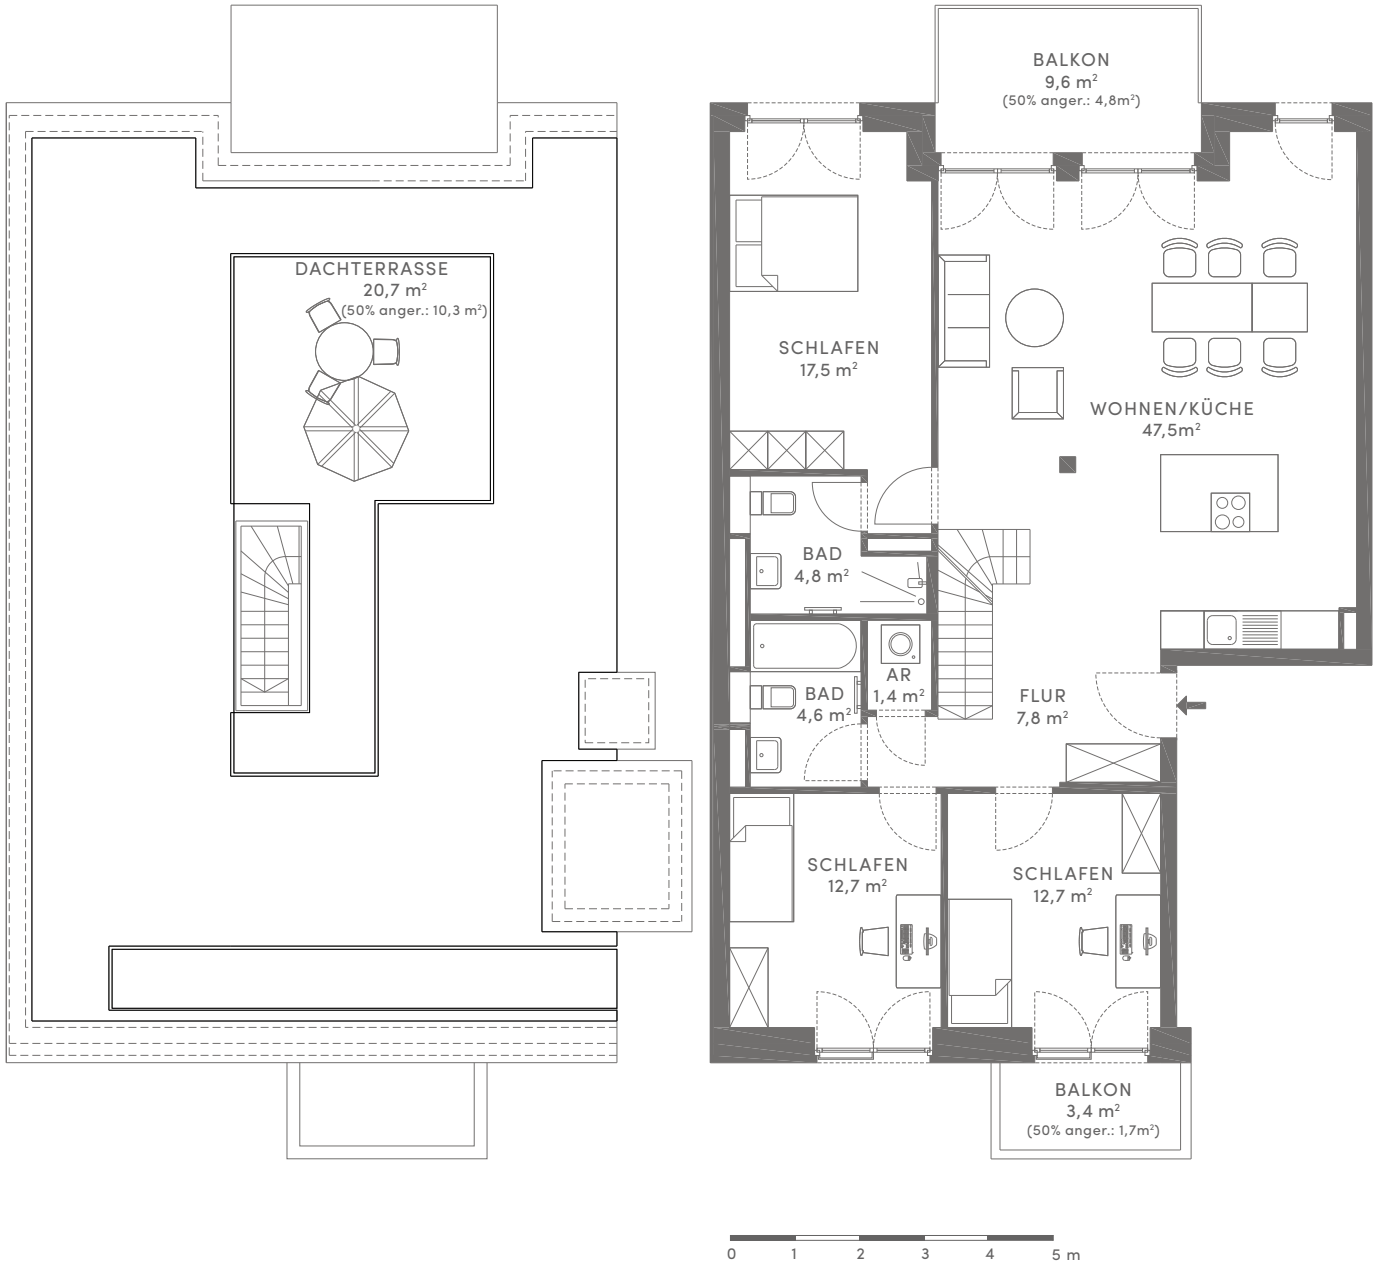 BALKON
9,6 m²
(50% anger.: 4,8m²)
DACHTERRASSE
20,7 m²
(50% anger.: 10,3 m²)
SCHLAFEN
17,5 m²
WOHNEN/KÜCHE
47,5m²
BAD
4,8 m²
AR
1,4 m²
BAD
4,6 m²
FLUR
7,8 m²
SCHLAFEN
12,7 m²
SCHLAFEN
12,7 m²
BALKON
3,4 m²
(50% anger.: 1,7m²)
0 1 2 3 4 5 m